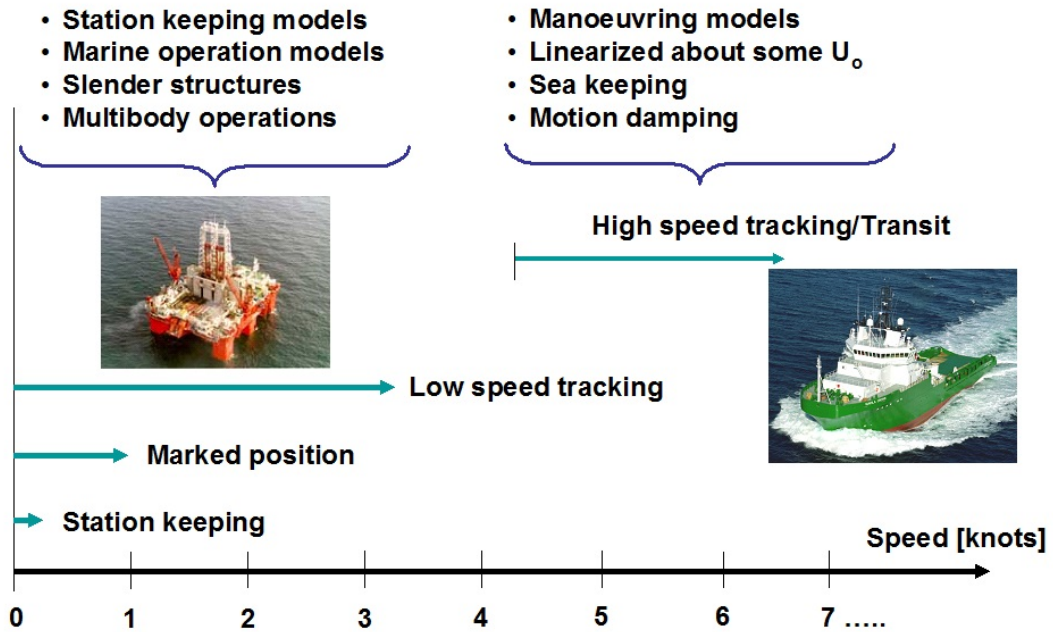 • Station keeping models
• Marine operation models
• Slender structures
• Multibody operations
• Manoeuvring models
• Linearized about some Uo
• Sea keeping
• Motion damping
High speed tracking/Transit
Low speed tracking
Marked position
Station keeping
Speed [knots]
0 1 2 3 4 5 6 7 .....